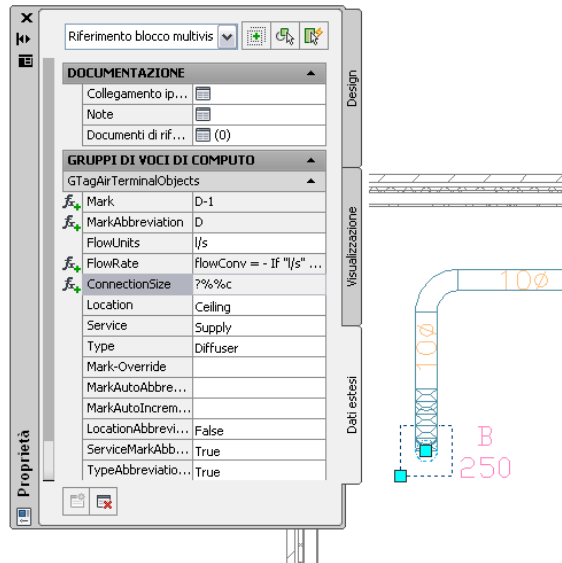 Riferimento blocco multivis
DOCUMENTAZIONE
Collegamento ip...
Note
Documenti di rif... (0)
GRUPPI DI VOCI DI COMPUTO
GTagAirTerminalObjects
Mark D-1
MarkAbbreviation D
FlowUnits l/s
FlowRate flowConv = - If "l/s" ...
ConnectionSize ?%%c
Location Ceiling
Service Supply
Type Diffuser
Mark-Override
MarkAutoAbbre...
MarkAutoIncrem...
LocationAbbrevi... False
ServiceMarkAbb... True
TypeAbbreviatio... True
Proprietà
Design
Visualizzazione
Dati estesi
10ø
10ø
B
250